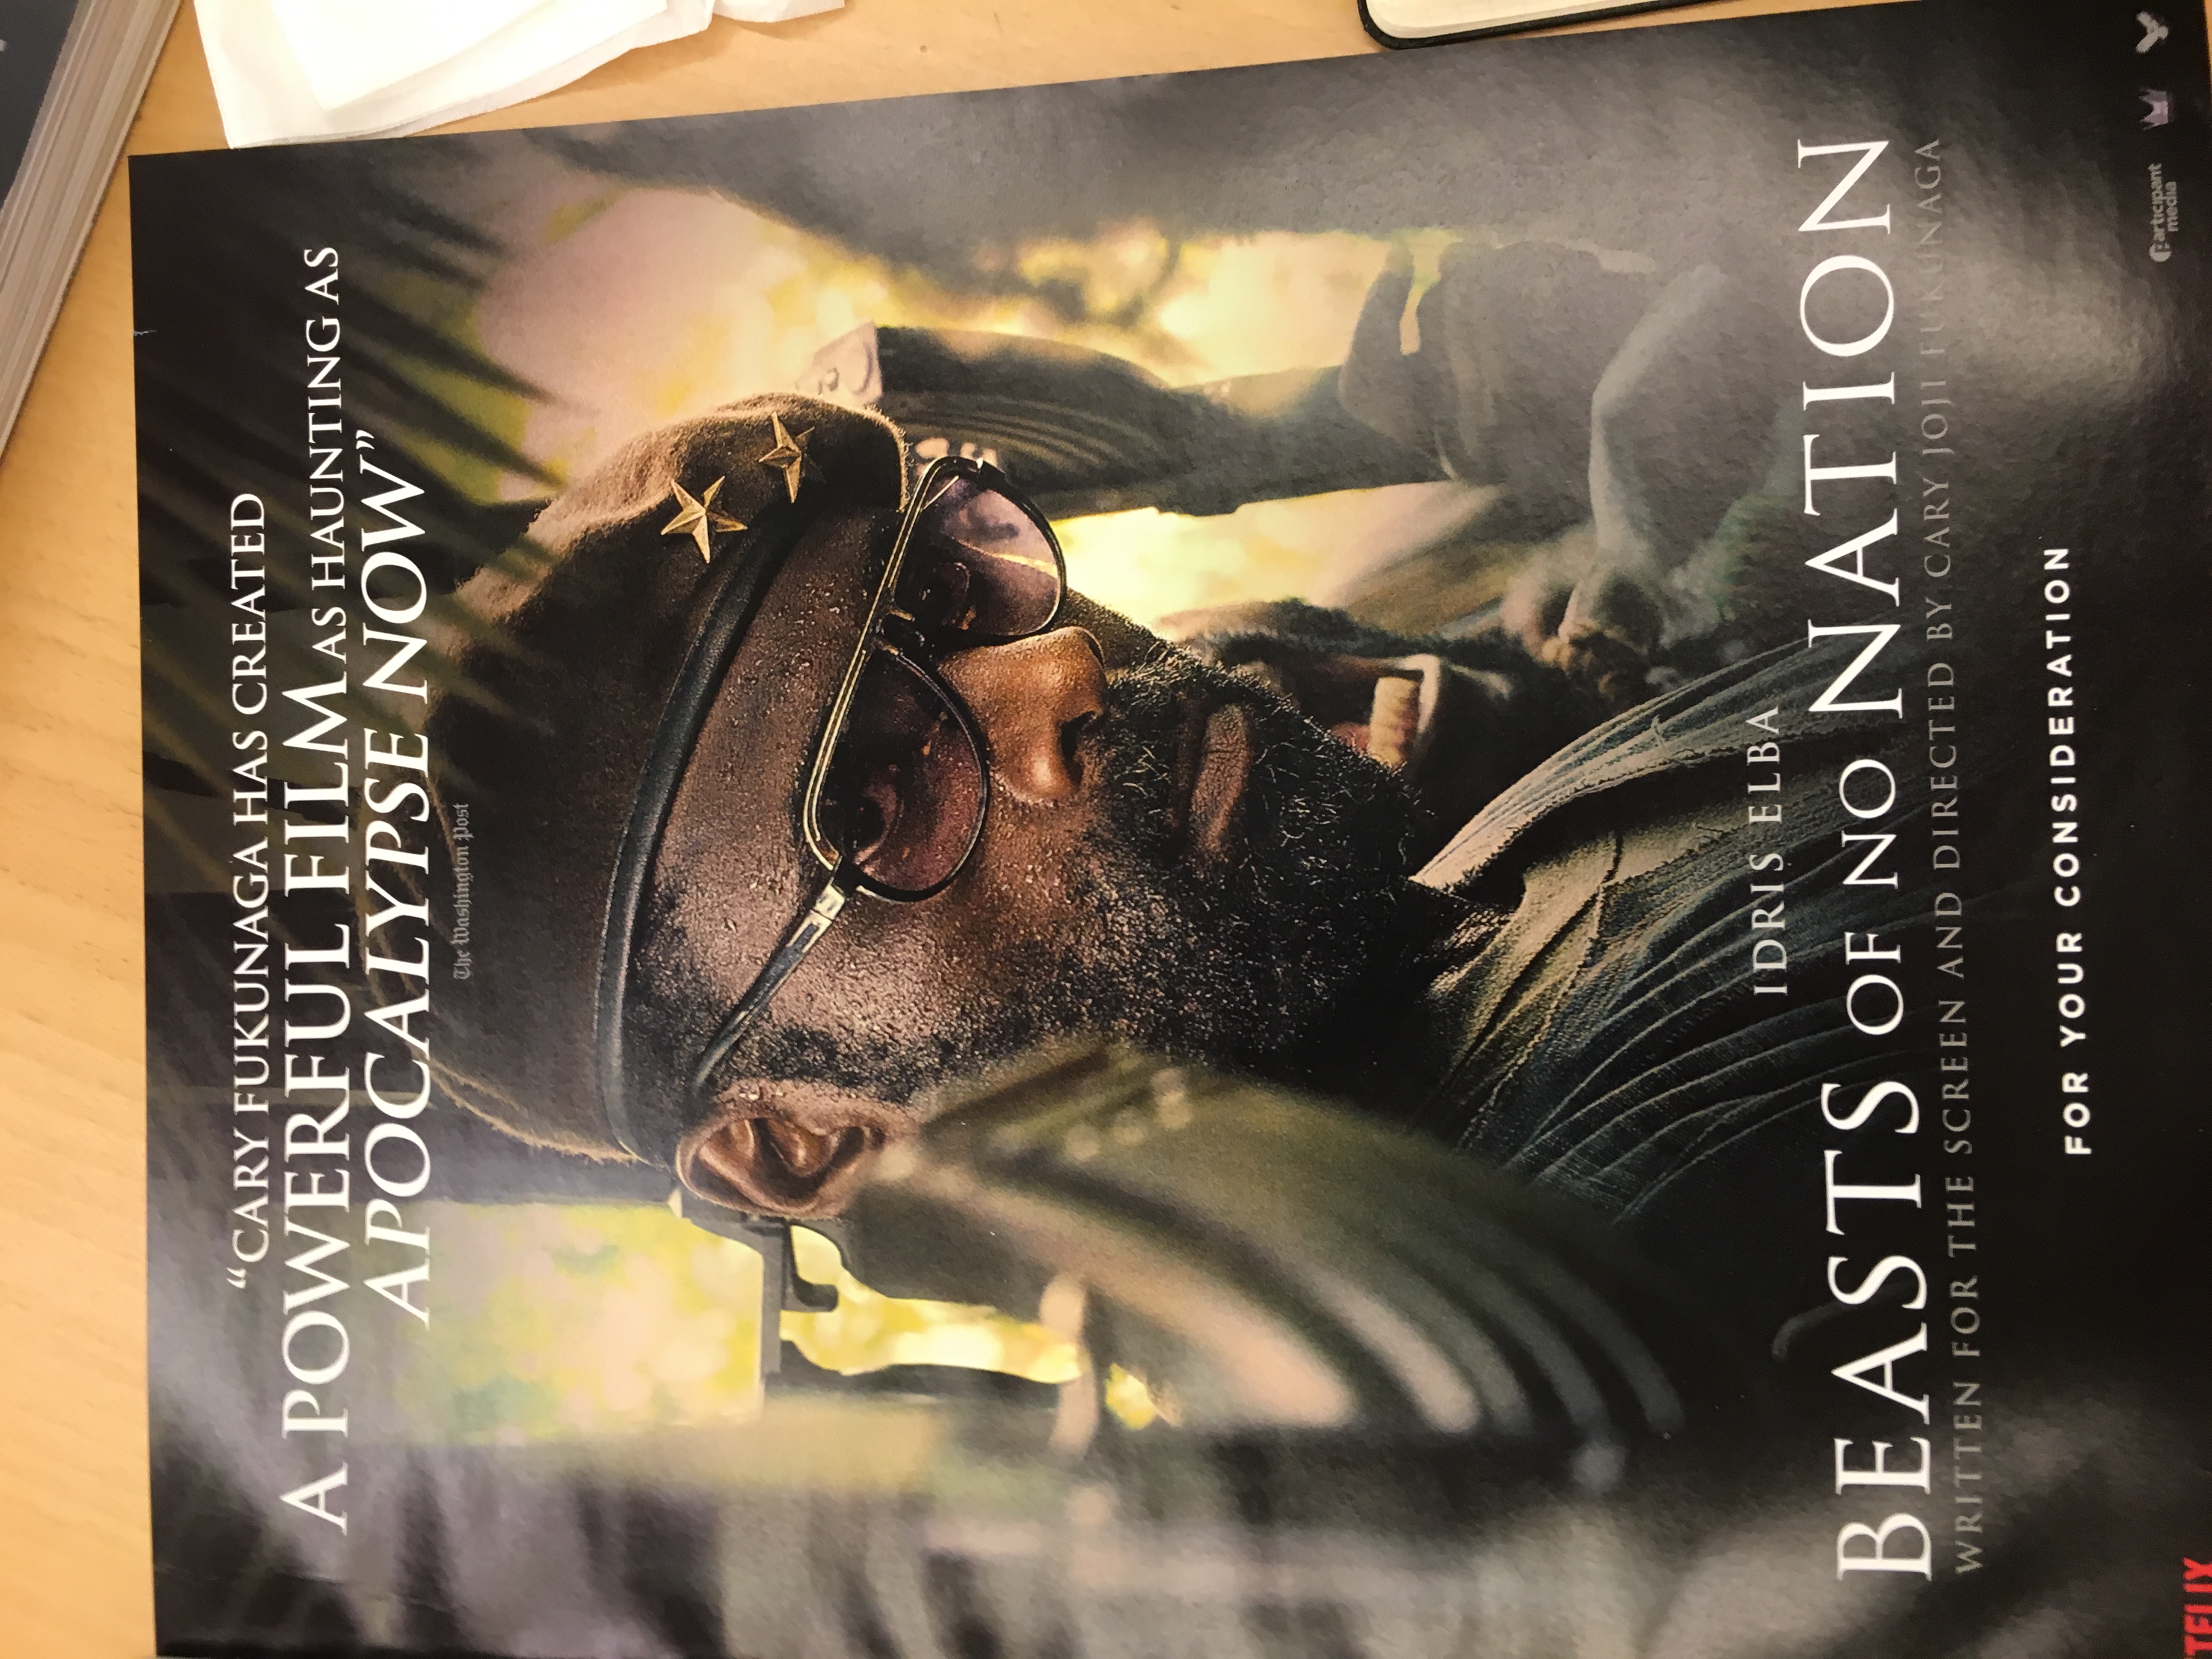 “CARY FUKUNAGA HAS CREATED
A POWERFUL FILM AS HAUNTING AS
APOCALYPSE NOW”
The Washington Post
IDRIS ELBA
BEASTS OF NO NATION
WRITTEN FOR THE SCREEN AND DIRECTED BY CARY JOJI FUKUNAGA
FOR YOUR CONSIDERATION
Participant
media
TFLIX